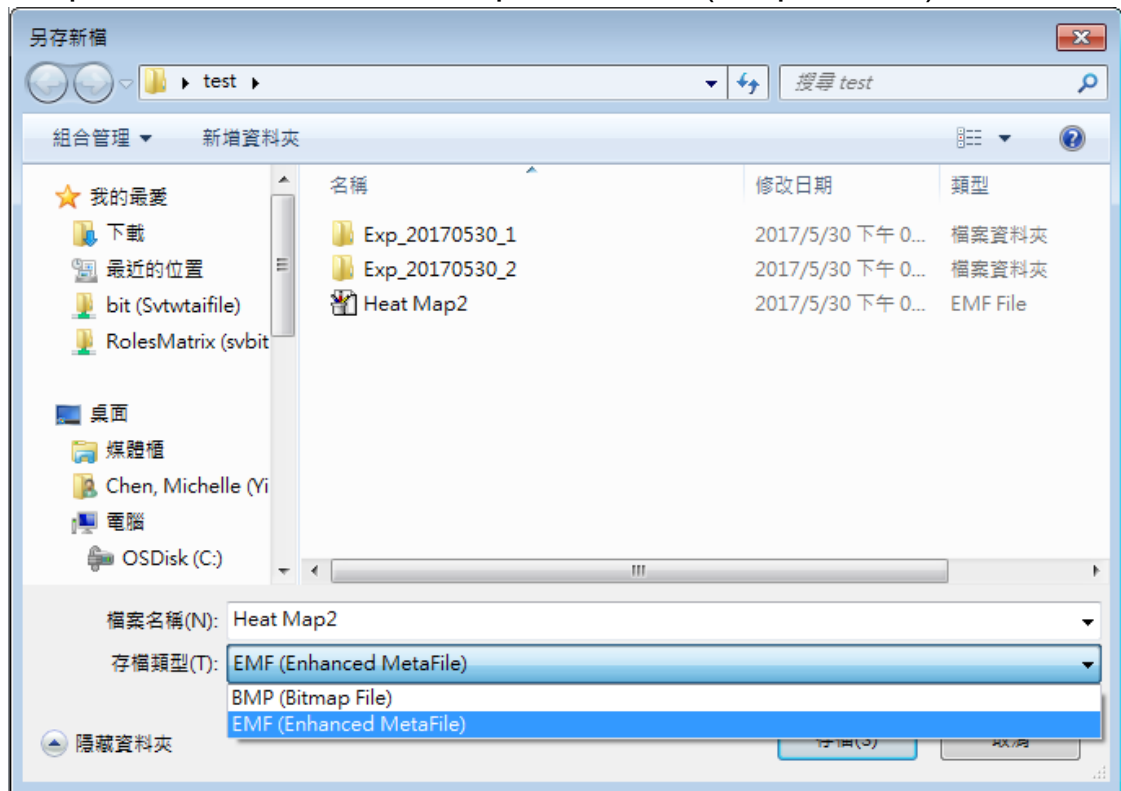 另存新檔
test
搜尋 test
組合管理
新增資料夾
名稱
修改日期
類型
我的最愛
下載
最近的位置
bit (Svtwtaifile)
RolesMatrix (svbit
桌面
媒體櫃
Chen, Michelle (Yi
電腦
OSDisk (C:)
Exp_20170530_1
2017/5/30 下午 0...
檔案資料夾
Exp_20170530_2
2017/5/30 下午 0...
檔案資料夾
Heat Map2
2017/5/30 下午 0...
EMF File
檔案名稱(N):
Heat Map2
存檔類型(T):
EMF (Enhanced MetaFile)
BMP (Bitmap File)
EMF (Enhanced MetaFile)
隱藏資料夾
存檔(S)
取消